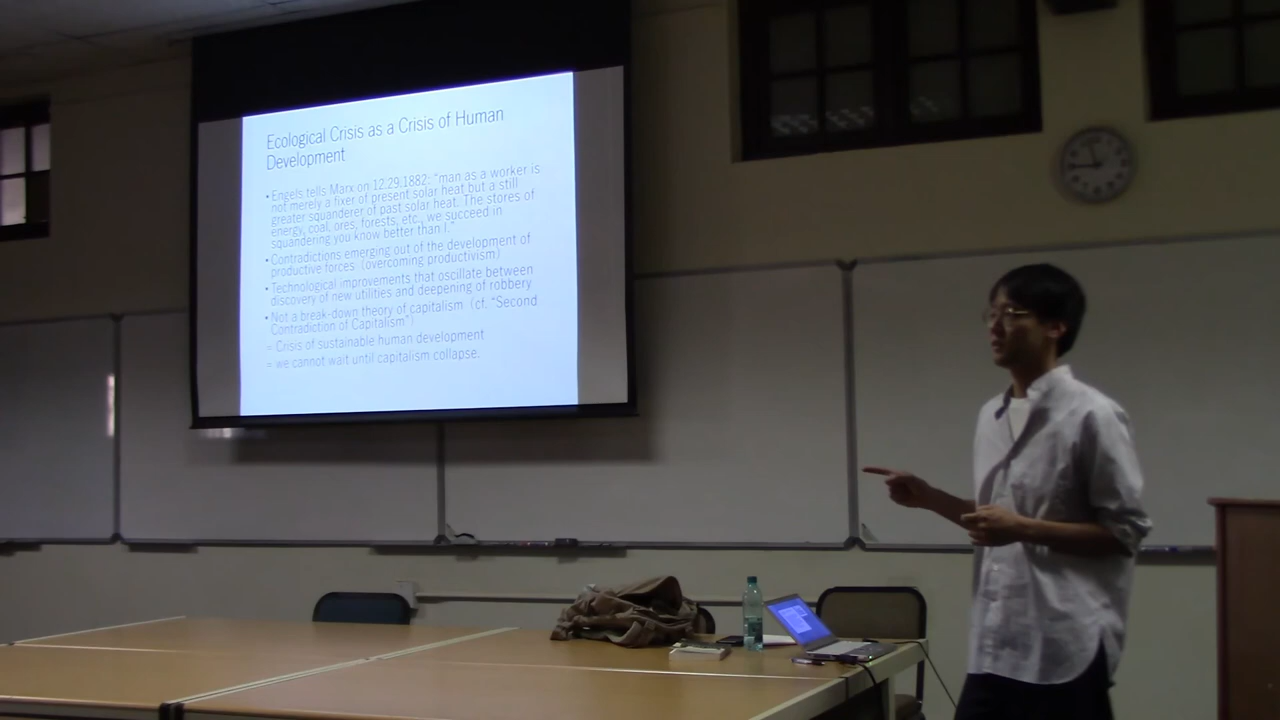 Ecological Crisis as a Crisis of Human
Development
• Engels tells Marx on 12.29.1882: "man as a worker is
not merely a fixer of present solar heat but a still
greater squanderer of past solar heat. The stores of
energy, coal, ores, forests, etc., we succeed in
squandering you know better than I."
• Contradictions emerging out of the development of
productive forces (overcoming productivism)
• Technological improvements that oscillate between
discovery of new utilities and deepening of robbery
• Not a break-down theory of capitalism (cf. "Second
Contradiction of Capitalism")
= Crisis of sustainable human development
= we cannot wait until capitalism collapse.